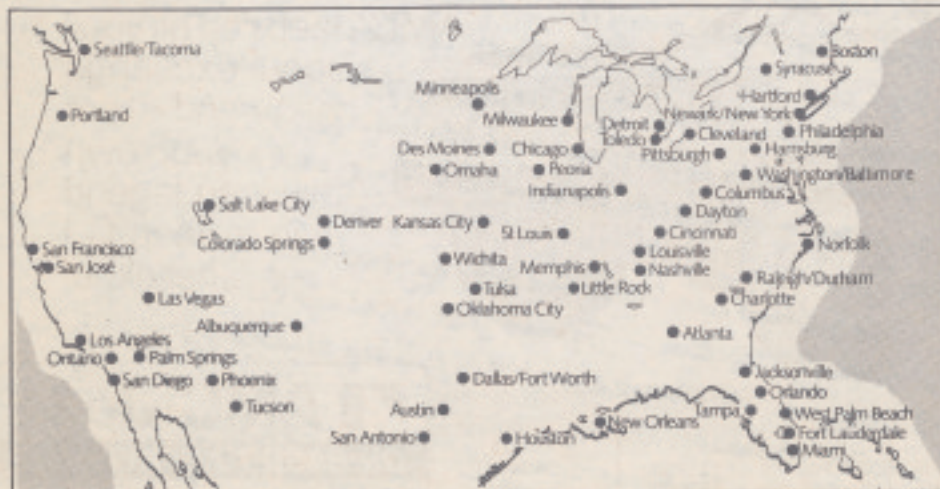 Seattle/Tacoma
Boston
Syracuse
Minneapolis
Hartford
Portland
Newark/New York
Milwaukee
Detroit
Toledo
Cleveland
Philadelphia
Des Moines
Chicago
Pittsburgh
Harrisburg
Omaha
Peoria
Washington/Baltimore
Indianapolis
Columbus
Salt Lake City
Dayton
Denver
Kansas City
St Louis
Cincinnati
Colorado Springs
Norfolk
San Francisco
Louisville
San José
Wichita
Memphis
Nashville
Raleigh/Durham
Tulsa
Little Rock
Las Vegas
Charlotte
Oklahoma City
Albuquerque
Atlanta
Los Angeles
Ontario
Palm Springs
San Diego
Phoenix
Dallas/Fort Worth
Jacksonville
Orlando
Tucson
Austin
Tampa
West Palm Beach
New Orleans
Fort Lauderdale
San Antonio
Houston
Miami